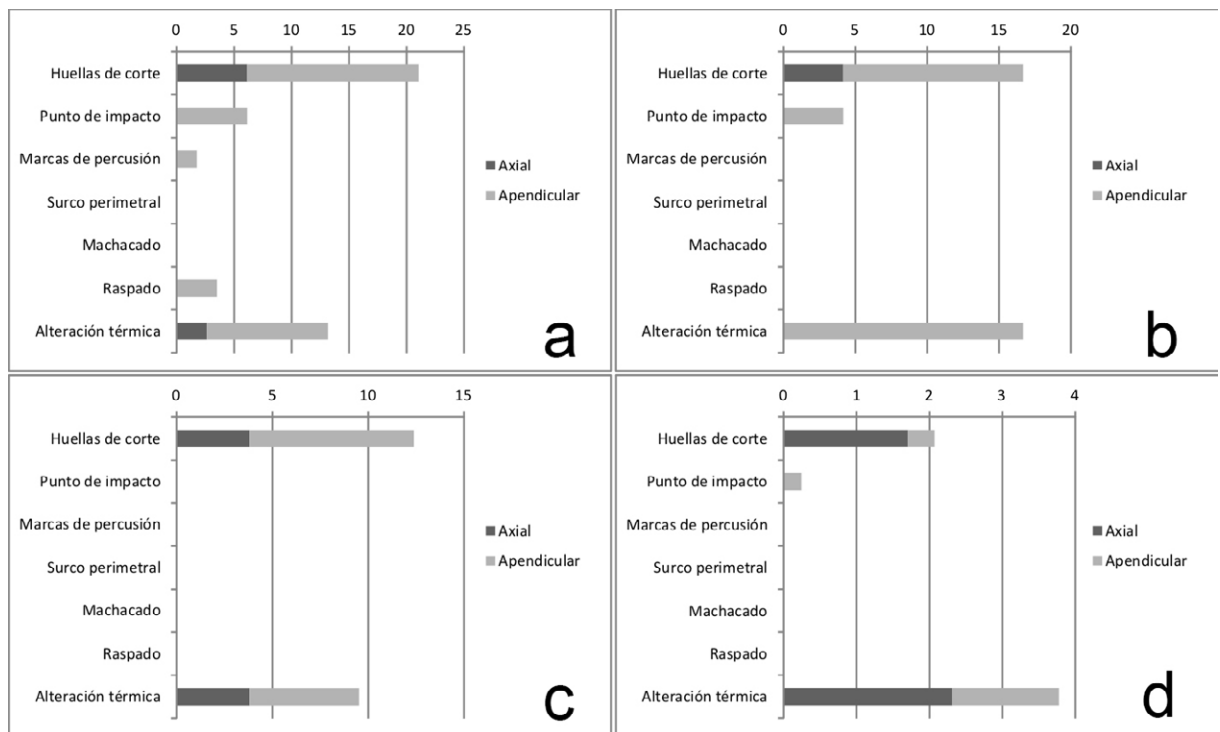 0 5 10 15 20 25
Huellas de corte
Punto de impacto
Marcas de percusión
Surco perimetral
Machacado
Raspado
Alteración térmica
Axial
Apendicular
a
0 5 10 15 20
Huellas de corte
Punto de impacto
Marcas de percusión
Surco perimetral
Machacado
Raspado
Alteración térmica
Axial
Apendicular
b
0 5 10 15
Huellas de corte
Punto de impacto
Marcas de percusión
Surco perimetral
Machacado
Raspado
Alteración térmica
Axial
Apendicular
c
0 1 2 3 4
Huellas de corte
Punto de impacto
Marcas de percusión
Surco perimetral
Machacado
Raspado
Alteración térmica
Axial
Apendicular
d